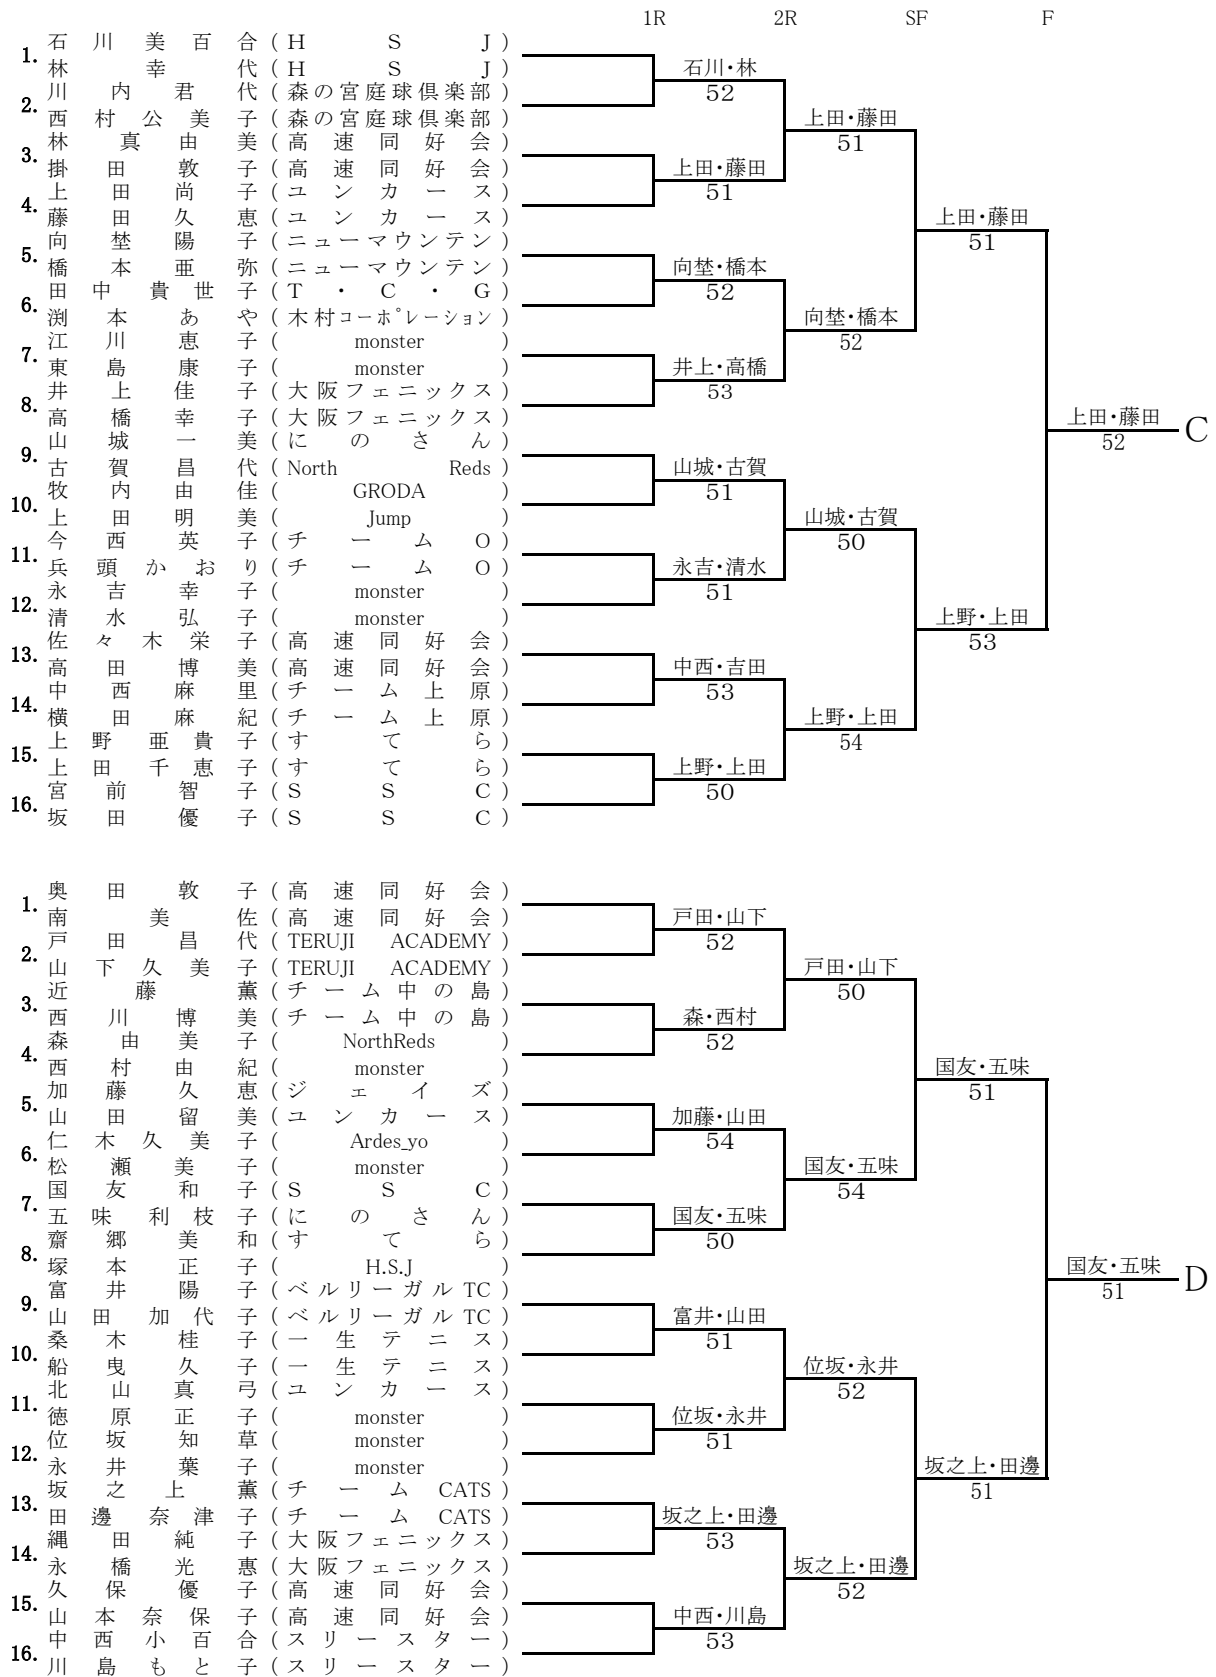 1R 2R SF F
1. 石川美百合(HSJ)
林幸代(HSJ)
石川・林
52
2. 川内君代(森の宮庭球倶楽部)
西村公美子(森の宮庭球倶楽部)
上田・藤田
51
3. 林真由美(高速同好会)
掛田敦子(高速同好会)
上田・藤田
51
4. 上田尚子(ユンカース)
藤田久恵(ユンカース)
上田・藤田
51
5. 向埜陽子(ニューマウンテン)
橋本亜弥(ニューマウンテン)
向埜・橋本
52
6. 田中貴世子(T・C・G)
渕本あや(木村コーポレーション)
向埜・橋本
52
7. 江川恵子(monster)
東島康子(monster)
井上・高橋
53
8. 井上佳子(大阪フェニックス)
高橋幸子(大阪フェニックス)
上田・藤田
52
C
9. 山城一美(にのさん)
古賀昌代(North Reds)
山城・古賀
51
10. 牧内由佳(GRODA)
上田明美(Jump)
山城・古賀
50
11. 今西英子(チームO)
兵頭かおり(チームO)
永吉・清水
51
12. 永吉幸子(monster)
清水弘子(monster)
上野・上田
53
13. 佐々木栄子(高速同好会)
高田博美(高速同好会)
中西・吉田
53
14. 中西麻里(チーム上原)
横田麻紀(チーム上原)
上野・上田
54
15. 上野亜貴子(すてら)
上田千恵子(すてら)
上野・上田
50
16. 宮前智子(SSC)
坂田優子(SSC)
1. 奥田敦子(高速同好会)
南美佐(高速同好会)
戸田・山下
52
2. 戸田昌代(TERUJI ACADEMY)
山下久美子(TERUJI ACADEMY)
戸田・山下
50
3. 近藤薫(チーム中の島)
西川博美(チーム中の島)
森・西村
52
4. 森由美子(NorthReds)
西村由紀(monster)
国友・五味
51
5. 加藤久恵(ジェイズ)
山田留美(ユンカース)
加藤・山田
54
6. 仁木久美子(Ardes_yo)
松瀬美子(monster)
国友・五味
54
7. 国友和子(SSC)
五味利枝子(にのさん)
国友・五味
50
8. 齋郷美和(すてら)
塚本正子(H.S.J)
国友・五味
51
D
9. 富井陽子(ベルリーガルTC)
山田加代子(ベルリーガルTC)
富井・山田
51
10. 桑木桂子(一生テニス)
船曳久子(一生テニス)
位坂・永井
52
11. 北山真弓(ユンカース)
徳原正子(monster)
位坂・永井
51
12. 位坂知草(monster)
永井葉子(monster)
坂之上・田邊
51
13. 坂之上薫(チームCATS)
田邊奈津子(チームCATS)
坂之上・田邊
53
14. 縄田純子(大阪フェニックス)
永橋光惠(大阪フェニックス)
坂之上・田邊
52
15. 久保優子(高速同好会)
山本奈保子(高速同好会)
中西・川島
53
16. 中西小百合(スリースター)
川島もと子(スリースター)